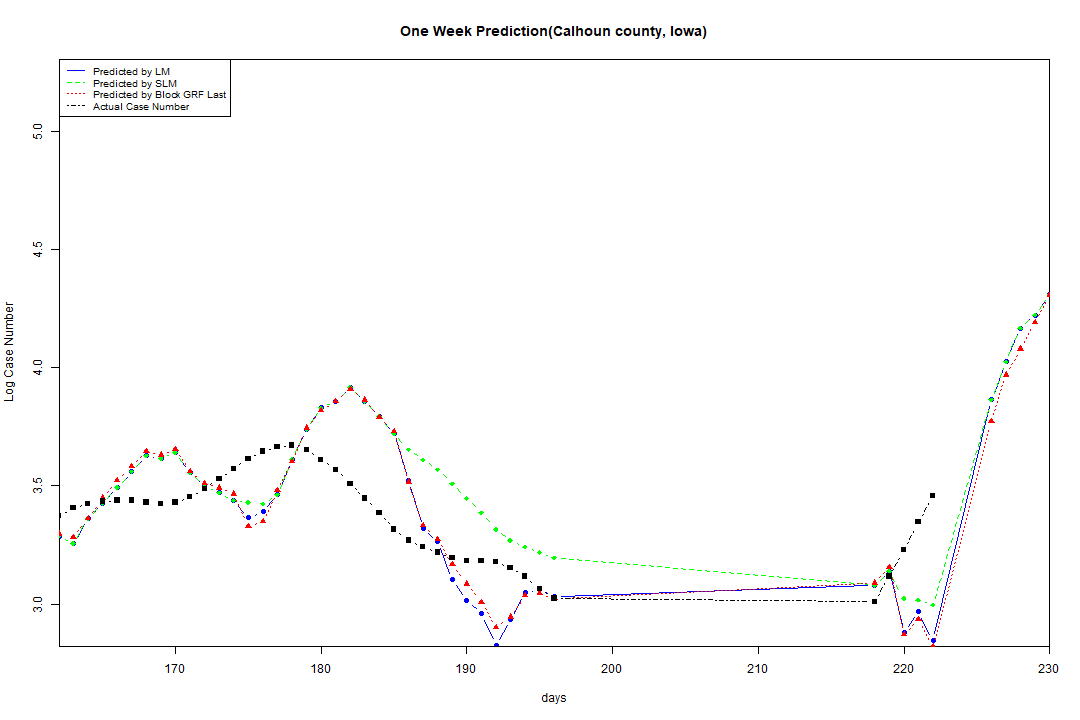 One Week Prediction(Calhoun county, Iowa)
Predicted by LM
Predicted by SLM
Predicted by Block GRF Last
Actual Case Number
5.0
4.5
4.0
3.5
3.0
Log Case Number
170 180 190 200 210 220 230
days